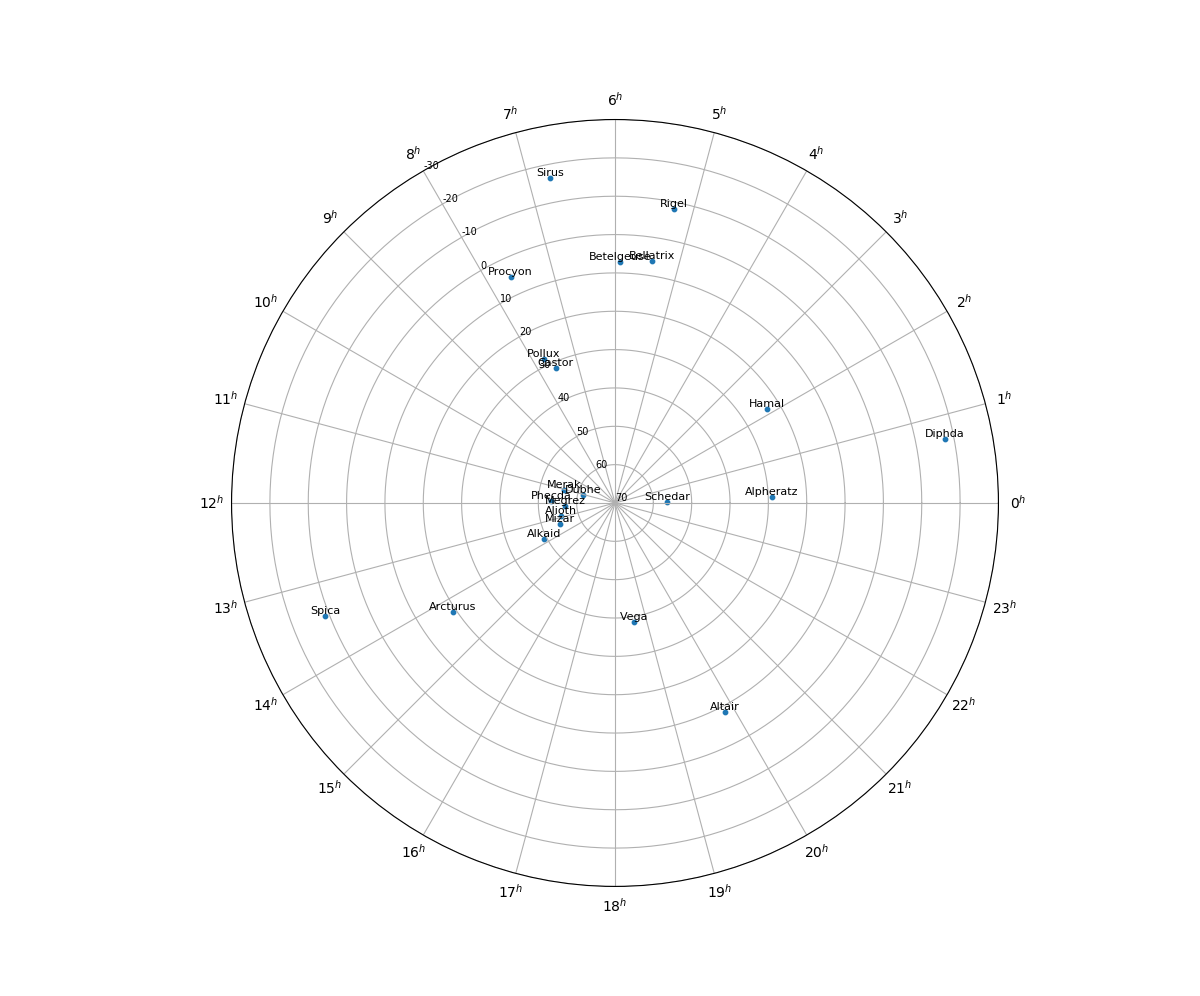 6ʰ
7ʰ
5ʰ
8ʰ
4ʰ
-30
Sirus
-20
Rigel
9ʰ
3ʰ
-10
Betelgeuse
Bellatrix
0
Procyon
10
10ʰ
2ʰ
20
Pollux
Castor
30
40
11ʰ
1ʰ
Hamal
50
Diphda
60
Merak
Dubhe
Phecda
Megrez
70
Schedar
Alpheratz
12ʰ
0ʰ
Alioth
Mizar
Alkaid
13ʰ
23ʰ
Spica
Arcturus
Vega
14ʰ
22ʰ
Altair
15ʰ
21ʰ
16ʰ
20ʰ
17ʰ
19ʰ
18ʰ